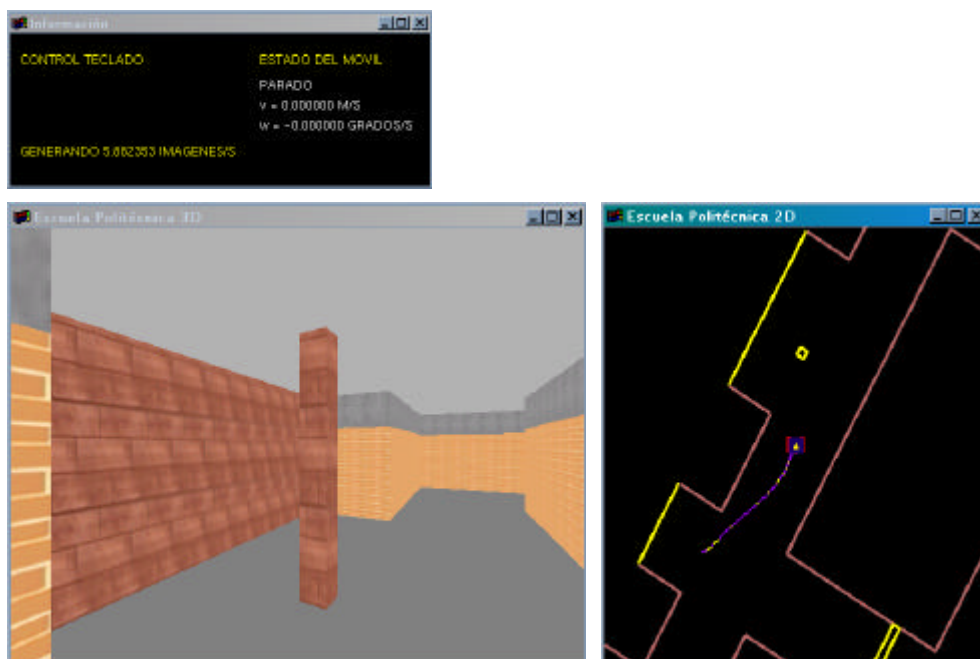 Información
CONTROL TECLADO
ESTADO DEL MOVIL
PARADO
v = 0.000000 M/S
w = -0.000000 GRADOS/S
GENERANDO 5.882353 IMAGENES/S
Escuela Politécnica 3D
Escuela Politécnica 2D